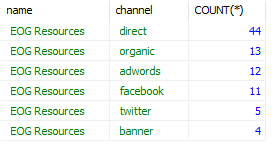 name channel COUNT(*)
EOG Resources direct 44
EOG Resources organic 13
EOG Resources adwords 12
EOG Resources facebook 11
EOG Resources twitter 5
EOG Resources banner 4